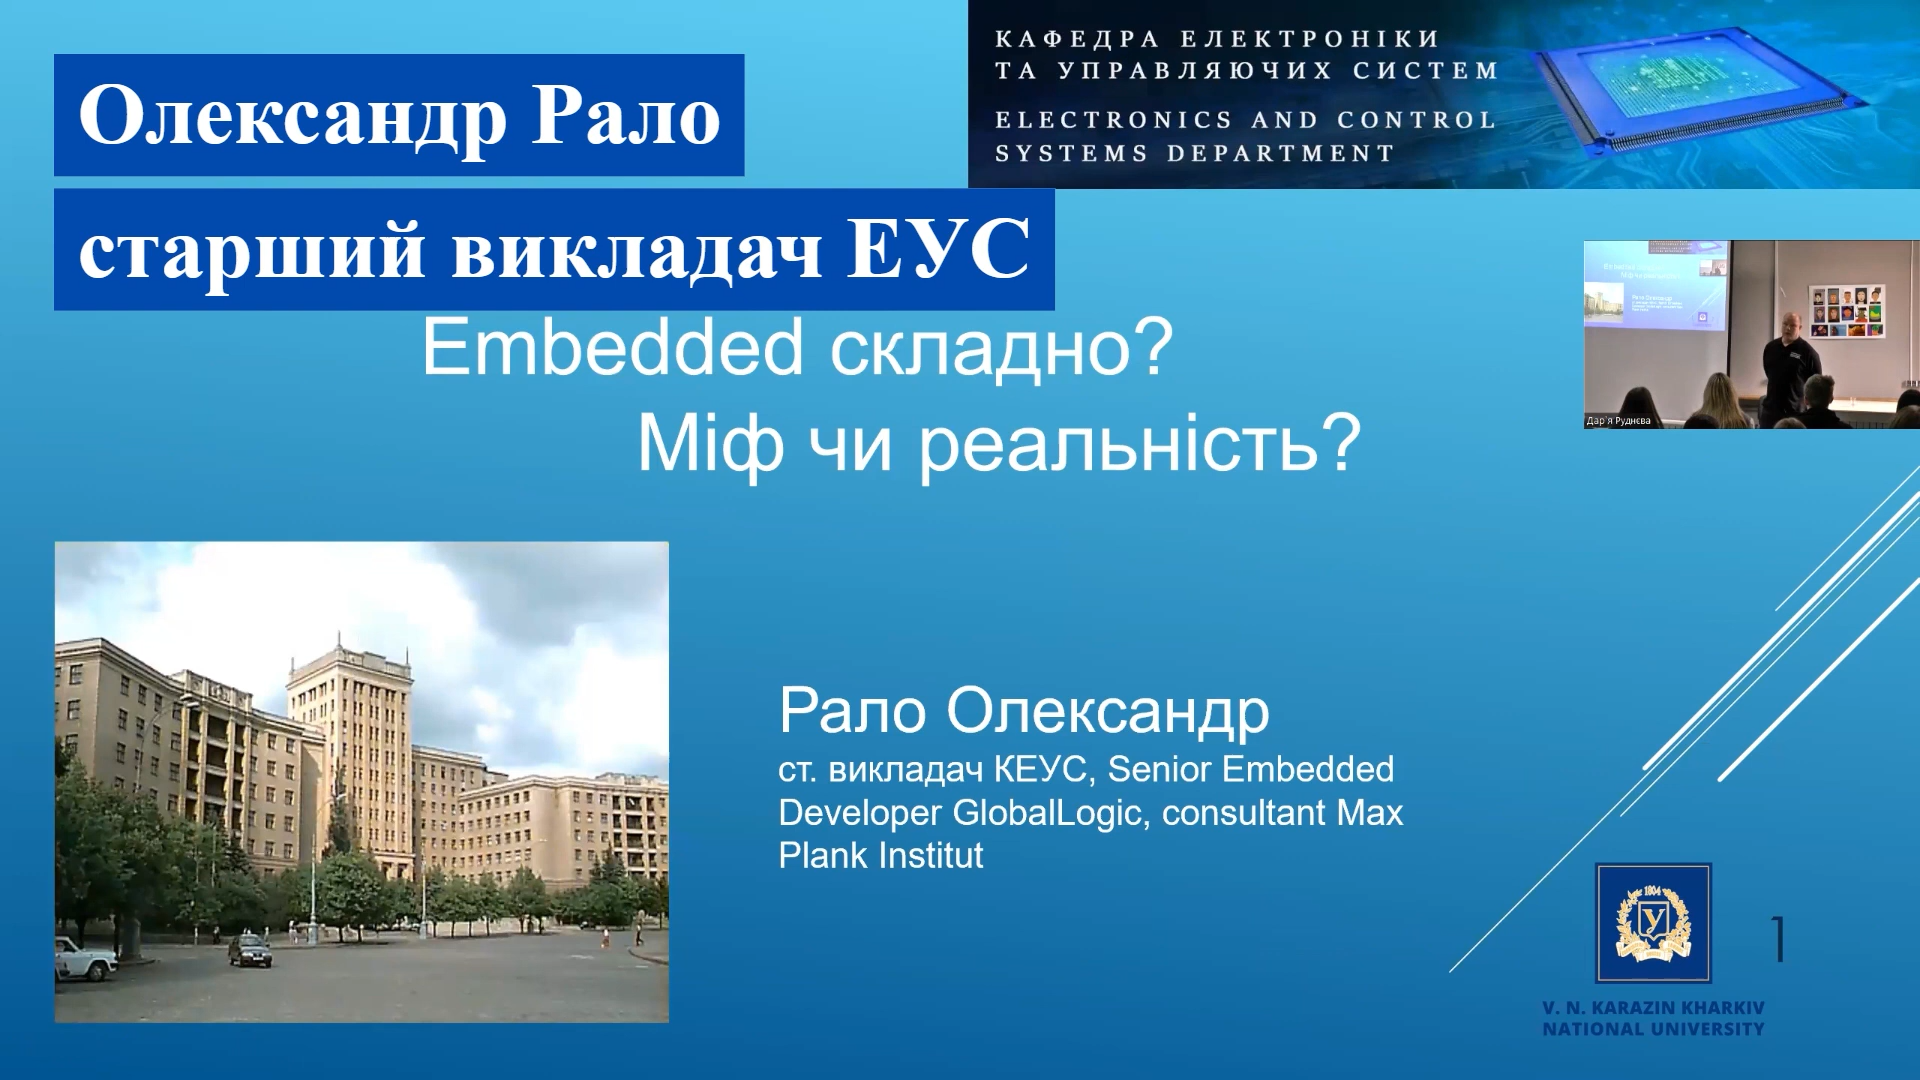 Олександр Рало
старший викладач ЕУС
КАФЕДРА ЕЛЕКТРОНІКИ
ТА УПРАВЛЯЮЧИХ СИСТЕМ
ELECTRONICS AND CONTROL
SYSTEMS DEPARTMENT
Embedded складно?
Міф чи реальність?
Дар'я Руднєва
Рало Олександр
ст. викладач КЕУС, Senior Embedded
Developer GlobalLogic, consultant Max
Plank Institut
1804
У
1
V. N. KARAZIN KHARKIV
NATIONAL UNIVERSITY